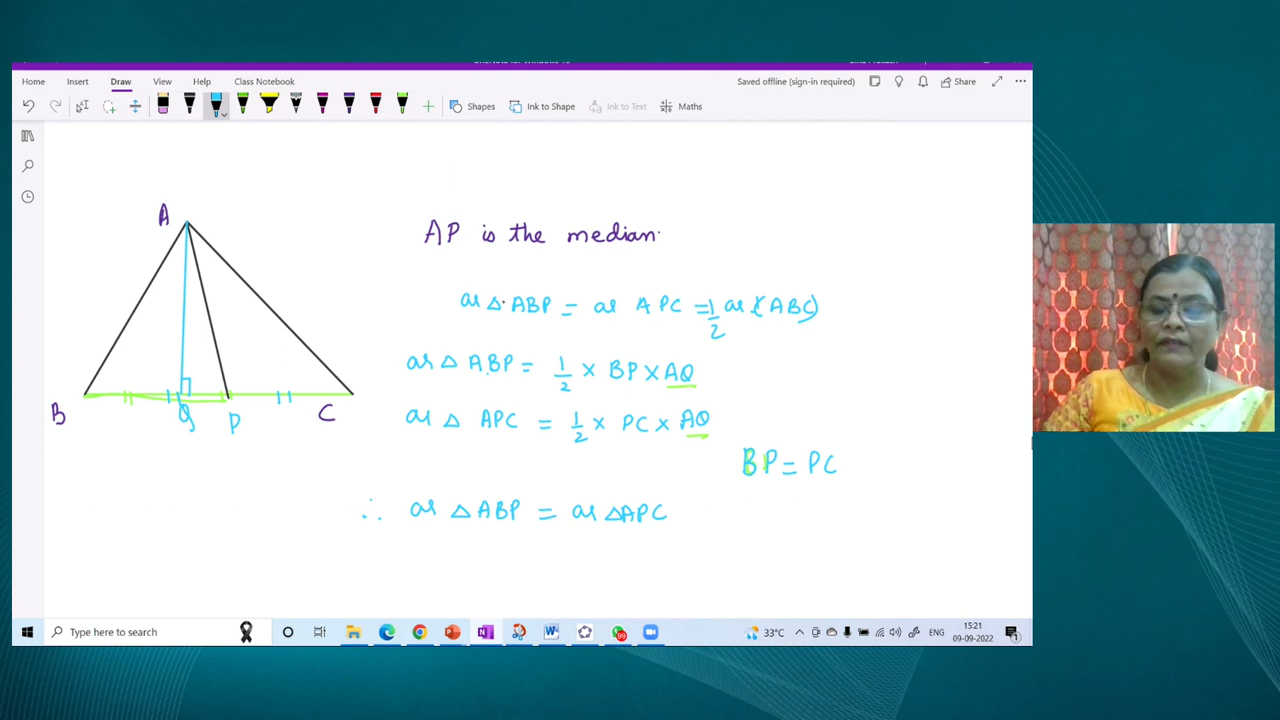 Home Insert Draw View Help Class Notebook Saved offline (sign-in required) Share
Shapes Ink to Shape Ink to Text Maths
A
AP is the median.
ar △ ABP = ar APC = 1/2 ar (ABC)
ar △ ABP = 1/2 × BP × AQ
B Q P C
ar △ APC = 1/2 × PC × AQ
BP = PC
∴ ar △ ABP = ar △APC
Type here to search
99
33°C
ENG
15:21
09-09-2022
1